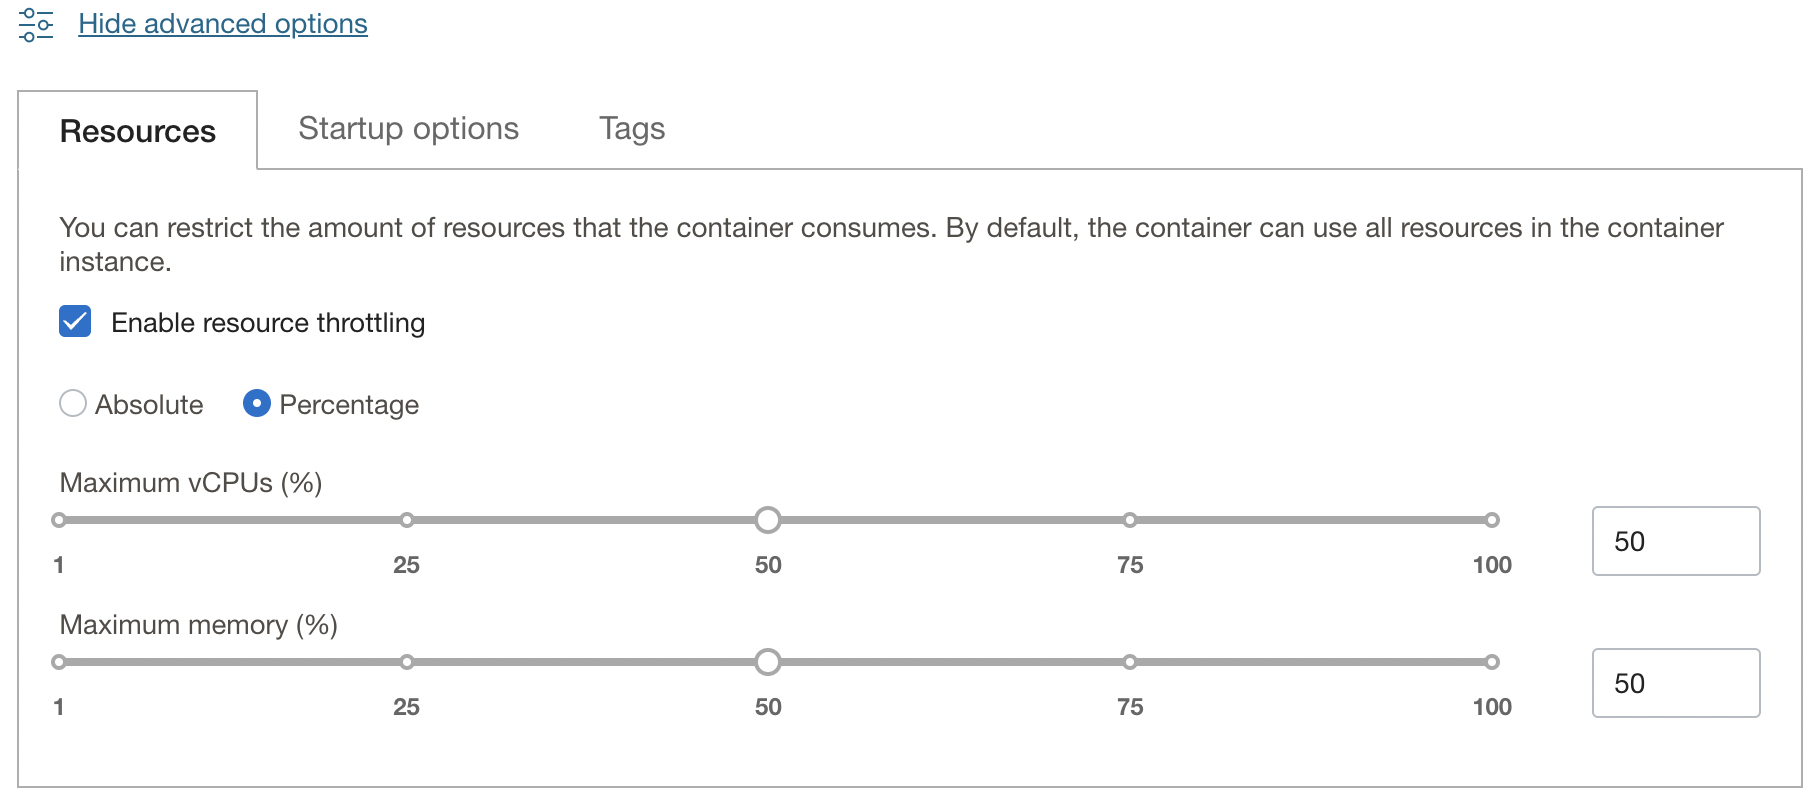 Hide advanced options
Resources
Startup options
Tags
You can restrict the amount of resources that the container consumes. By default, the container can use all resources in the container
instance.
Enable resource throttling
Absolute
Percentage
Maximum vCPUs (%)
1 25 50 75 100
50
Maximum memory (%)
1 25 50 75 100
50